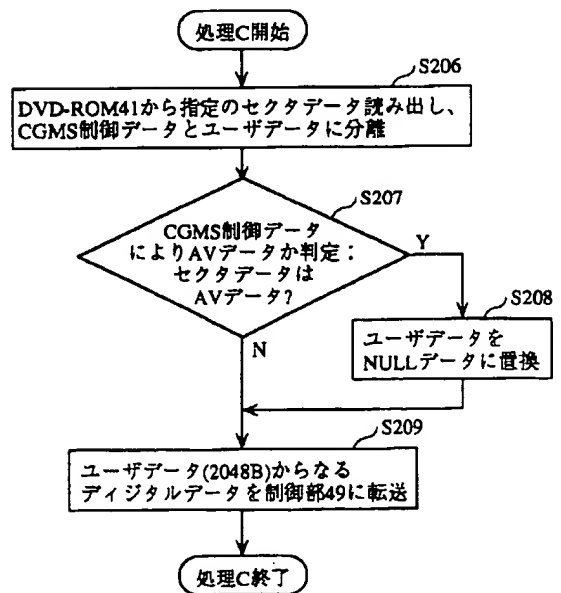 処理C開始
S206
DVD-ROM41から指定のセクタデータ読み出し、
CGMS制御データとユーザデータに分離
S207
CGMS制御データ
によりAVデータか判定：
セクタデータは
AVデータ?
Y
N
S208
ユーザデータを
NULLデータに置換
S209
ユーザデータ(2048B)からなる
ディジタルデータを制御部49に転送
処理C終了